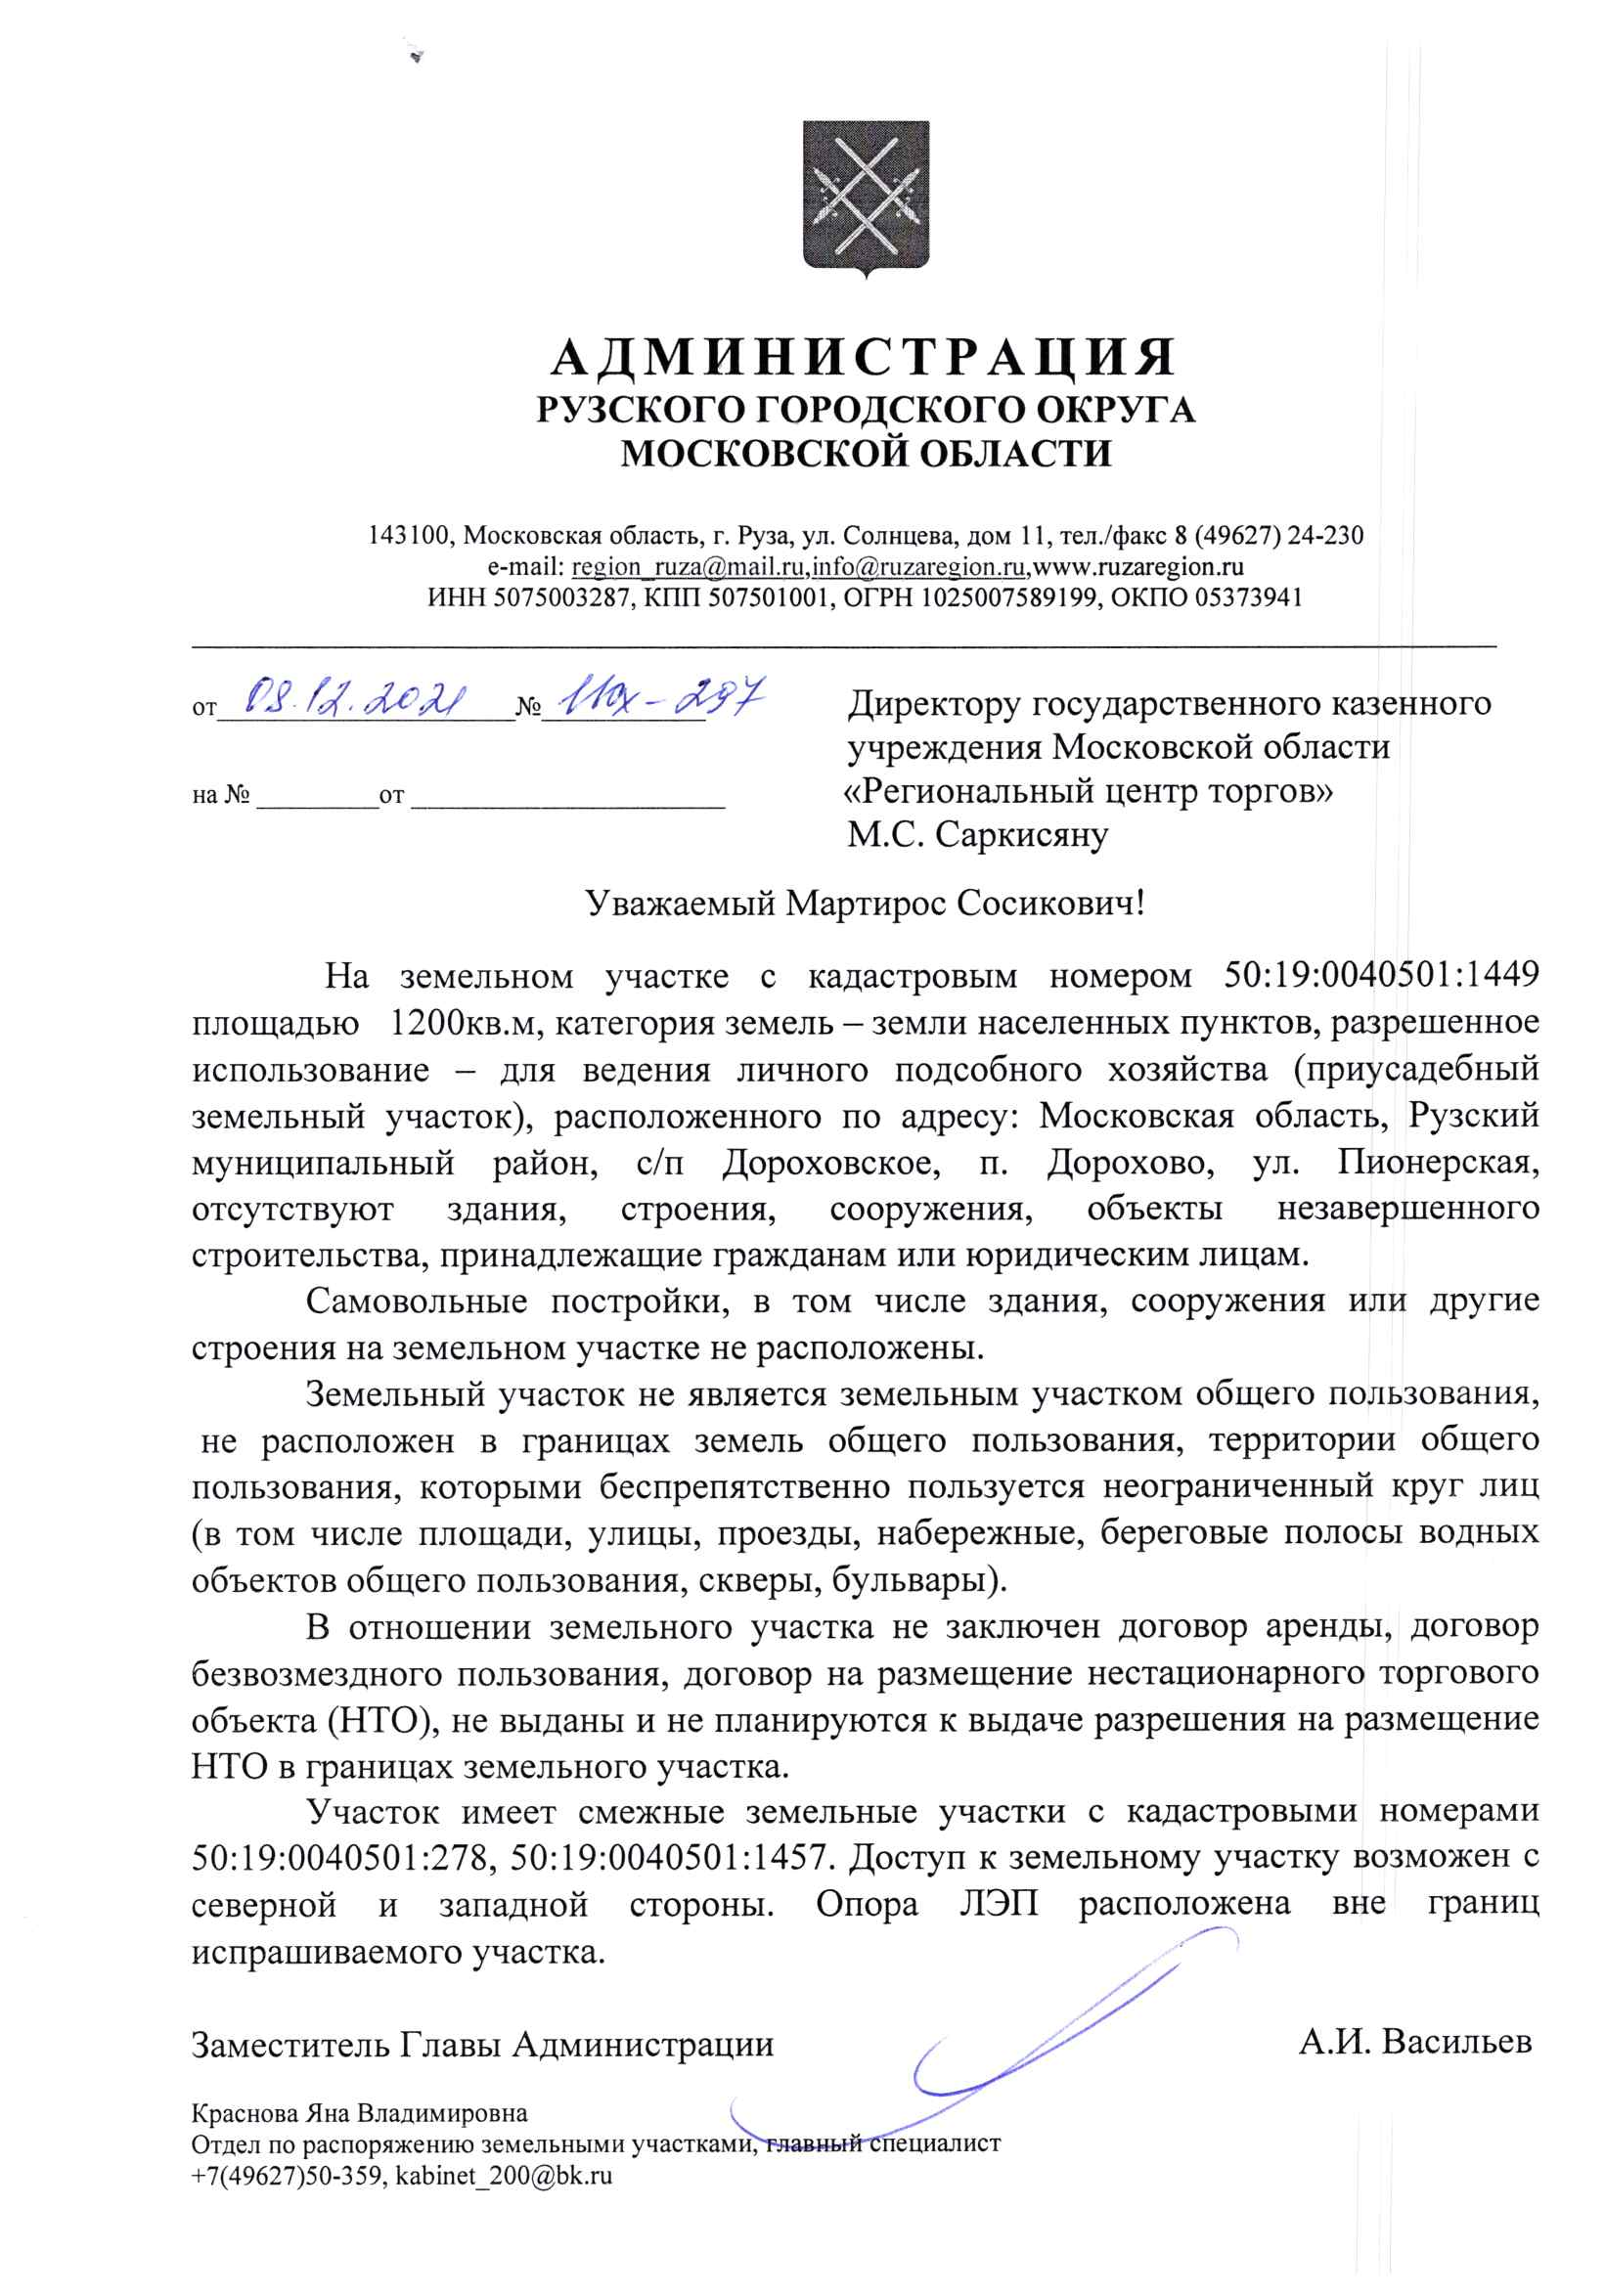 АДМИНИСТРАЦИЯ
РУЗСКОГО ГОРОДСКОГО ОКРУГА
МОСКОВСКОЙ ОБЛАСТИ
143100, Московская область, г. Руза, ул. Солнцева, дом 11, тел./факс 8 (49627) 24-230
e-mail: region_ruza@mail.ru,info@ruzaregion.ru,www.ruzaregion.ru
ИНН 5075003287, КПП 507501001, ОГРН 1025007589199, ОКПО 05373941
от 08.12.2021 №
на № от
Директору государственного казенного
учреждения Московской области
«Региональный центр торгов»
М.С. Саркисяну
Уважаемый Мартирос Сосикович!
На земельном участке с кадастровым номером 50:19:0040501:1449
площадью 1200кв.м, категория земель – земли населенных пунктов, разрешенное
использование – для ведения личного подсобного хозяйства (приусадебный
земельный участок), расположенного по адресу: Московская область, Рузский
муниципальный район, с/п Дороховское, п. Дорохово, ул. Пионерская,
отсутствуют здания, строения, сооружения, объекты незавершенного
строительства, принадлежащие гражданам или юридическим лицам.
Самовольные постройки, в том числе здания, сооружения или другие
строения на земельном участке не расположены.
Земельный участок не является земельным участком общего пользования,
не расположен в границах земель общего пользования, территории общего
пользования, которыми беспрепятственно пользуется неограниченный круг лиц
(в том числе площади, улицы, проезды, набережные, береговые полосы водных
объектов общего пользования, скверы, бульвары).
В отношении земельного участка не заключен договор аренды, договор
безвозмездного пользования, договор на размещение нестационарного торгового
объекта (НТО), не выданы и не планируются к выдаче разрешения на размещение
НТО в границах земельного участка.
Участок имеет смежные земельные участки с кадастровыми номерами
50:19:0040501:278, 50:19:0040501:1457. Доступ к земельному участку возможен с
северной и западной стороны. Опора ЛЭП расположена вне границ
испрашиваемого участка.
Заместитель Главы Администрации А.И. Васильев
Краснова Яна Владимировна
Отдел по распоряжению земельными участками, главный специалист
+7(49627)50-359, kabinet_200@bk.ru